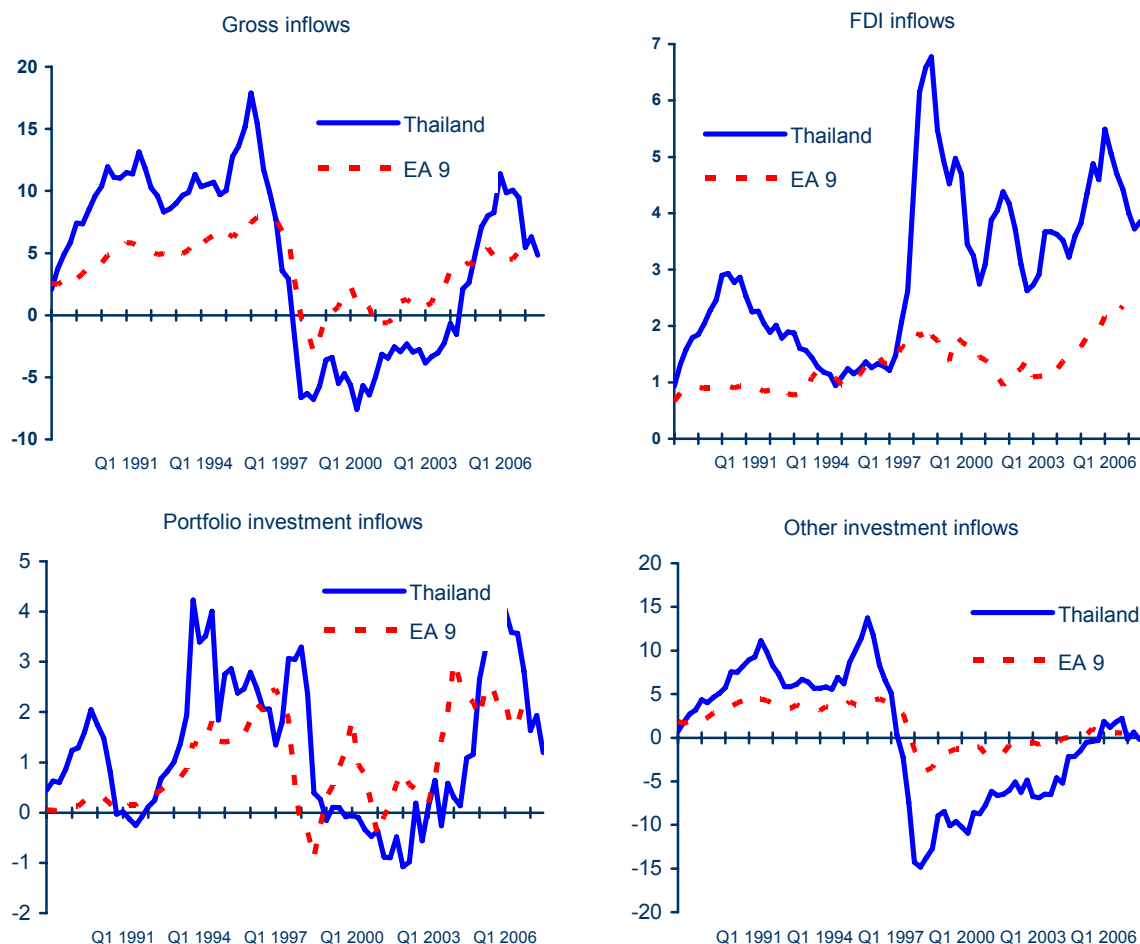 Gross inflows
20
15
10
5
0
-5
-10
Thailand
EA 9
Q1 1991 Q1 1994 Q1 1997 Q1 2000 Q1 2003 Q1 2006
FDI inflows
7
6
5
4
3
2
1
0
Thailand
EA 9
Q1 1991 Q1 1994 Q1 1997 Q1 2000 Q1 2003 Q1 2006
Portfolio investment inflows
5
4
3
2
1
0
-1
-2
Thailand
EA 9
Q1 1991 Q1 1994 Q1 1997 Q1 2000 Q1 2003 Q1 2006
Other investment inflows
20
15
10
5
0
-5
-10
-15
-20
Thailand
EA 9
Q1 1991 Q1 1994 Q1 1997 Q1 2000 Q1 2003 Q1 2006